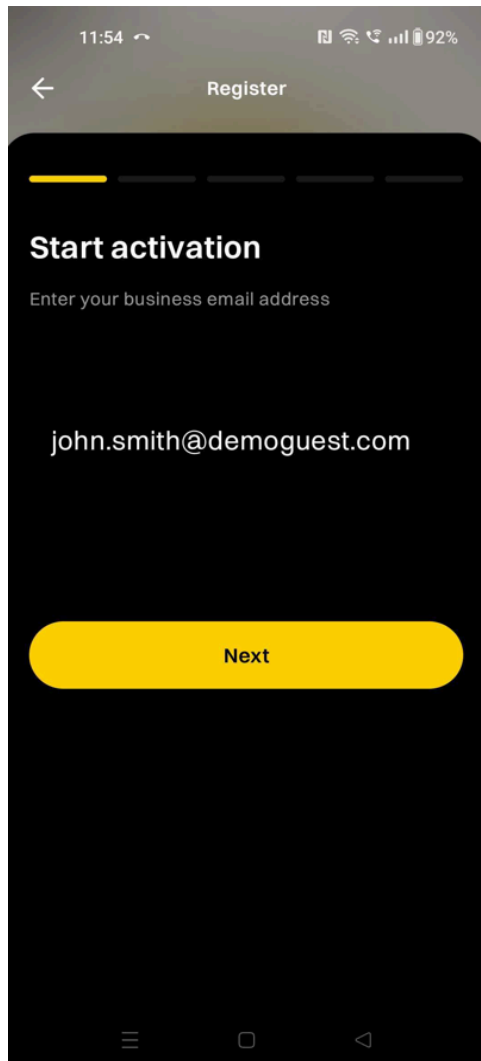 11:54 92%
Register
Start activation
Enter your business email address
john.smith@demoguest.com
Next